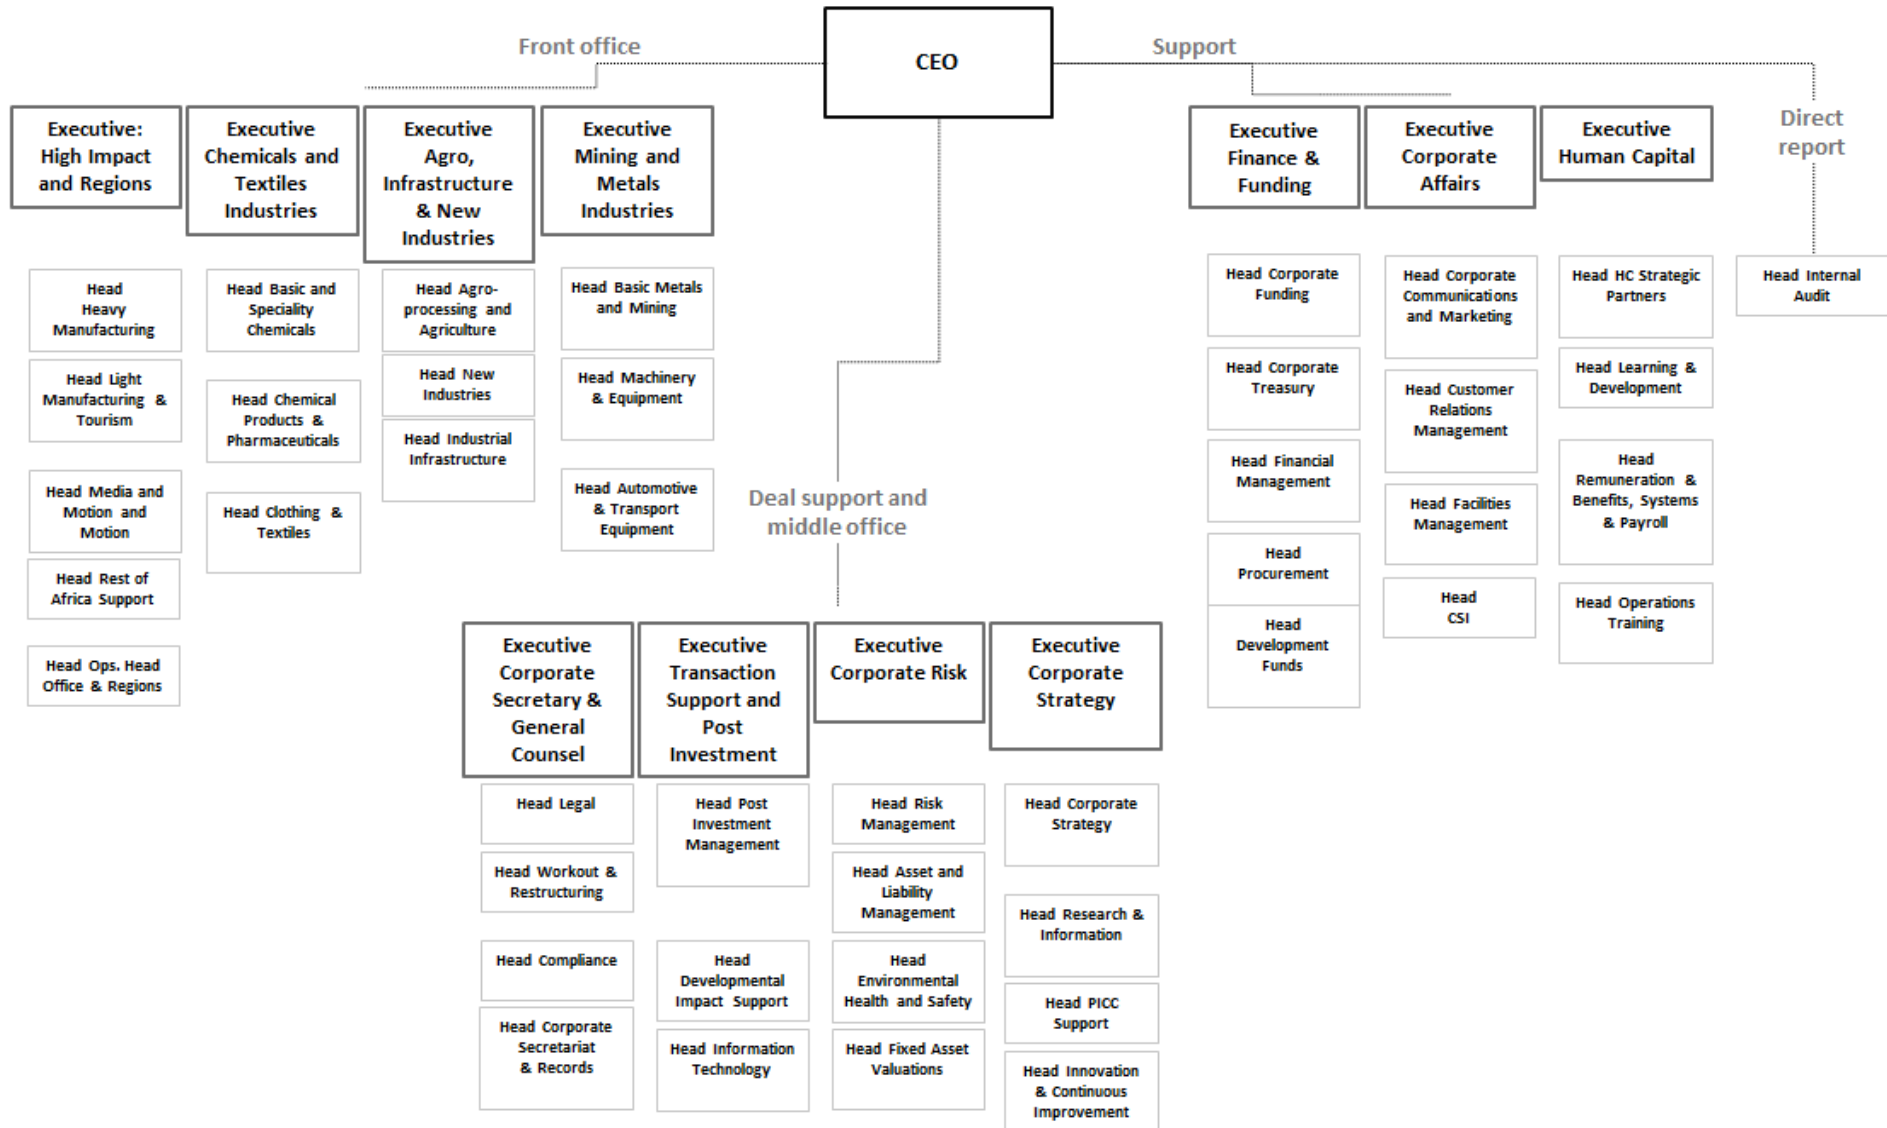 Front office
CEO
Support
Direct
report
Executive:
High Impact
and Regions
Executive
Chemicals and
Textiles
Industries
Executive
Agro,
Infrastructure
& New
Industries
Executive
Mining and
Metals
Industries
Executive
Finance &
Funding
Executive
Corporate
Affairs
Executive
Human Capital
Head
Heavy
Manufacturing
Head Light
Manufacturing &
Tourism
Head Media and
Motion and
Motion
Head Rest of
Africa Support
Head Ops. Head
Office & Regions
Head Basic and
Speciality
Chemicals
Head Chemical
Products &
Pharmaceuticals
Head Clothing &
Textiles
Head Agro-
processing and
Agriculture
Head New
Industries
Head Industrial
Infrastructure
Head Basic Metals
and Mining
Head Machinery
& Equipment
Head Automotive
& Transport
Equipment
Head Corporate
Funding
Head Corporate
Treasury
Head Financial
Management
Head
Procurement
Head
Development
Funds
Head Corporate
Communications
and Marketing
Head Customer
Relations
Management
Head Facilities
Management
Head
CSI
Head HC Strategic
Partners
Head Learning &
Development
Head
Remuneration &
Benefits, Systems
& Payroll
Head Operations
Training
Head Internal
Audit
Deal support and
middle office
Executive
Corporate
Secretary &
General
Counsel
Executive
Transaction
Support and
Post
Investment
Executive
Corporate Risk
Executive
Corporate
Strategy
Head Legal
Head Workout &
Restructuring
Head Compliance
Head Corporate
Secretariat
& Records
Head Post
Investment
Management
Head
Developmental
Impact Support
Head Information
Technology
Head Risk
Management
Head Asset and
Liability
Management
Head
Environmental
Health and Safety
Head Fixed Asset
Valuations
Head Corporate
Strategy
Head Research &
Information
Head PICC
Support
Head Innovation
& Continuous
Improvement